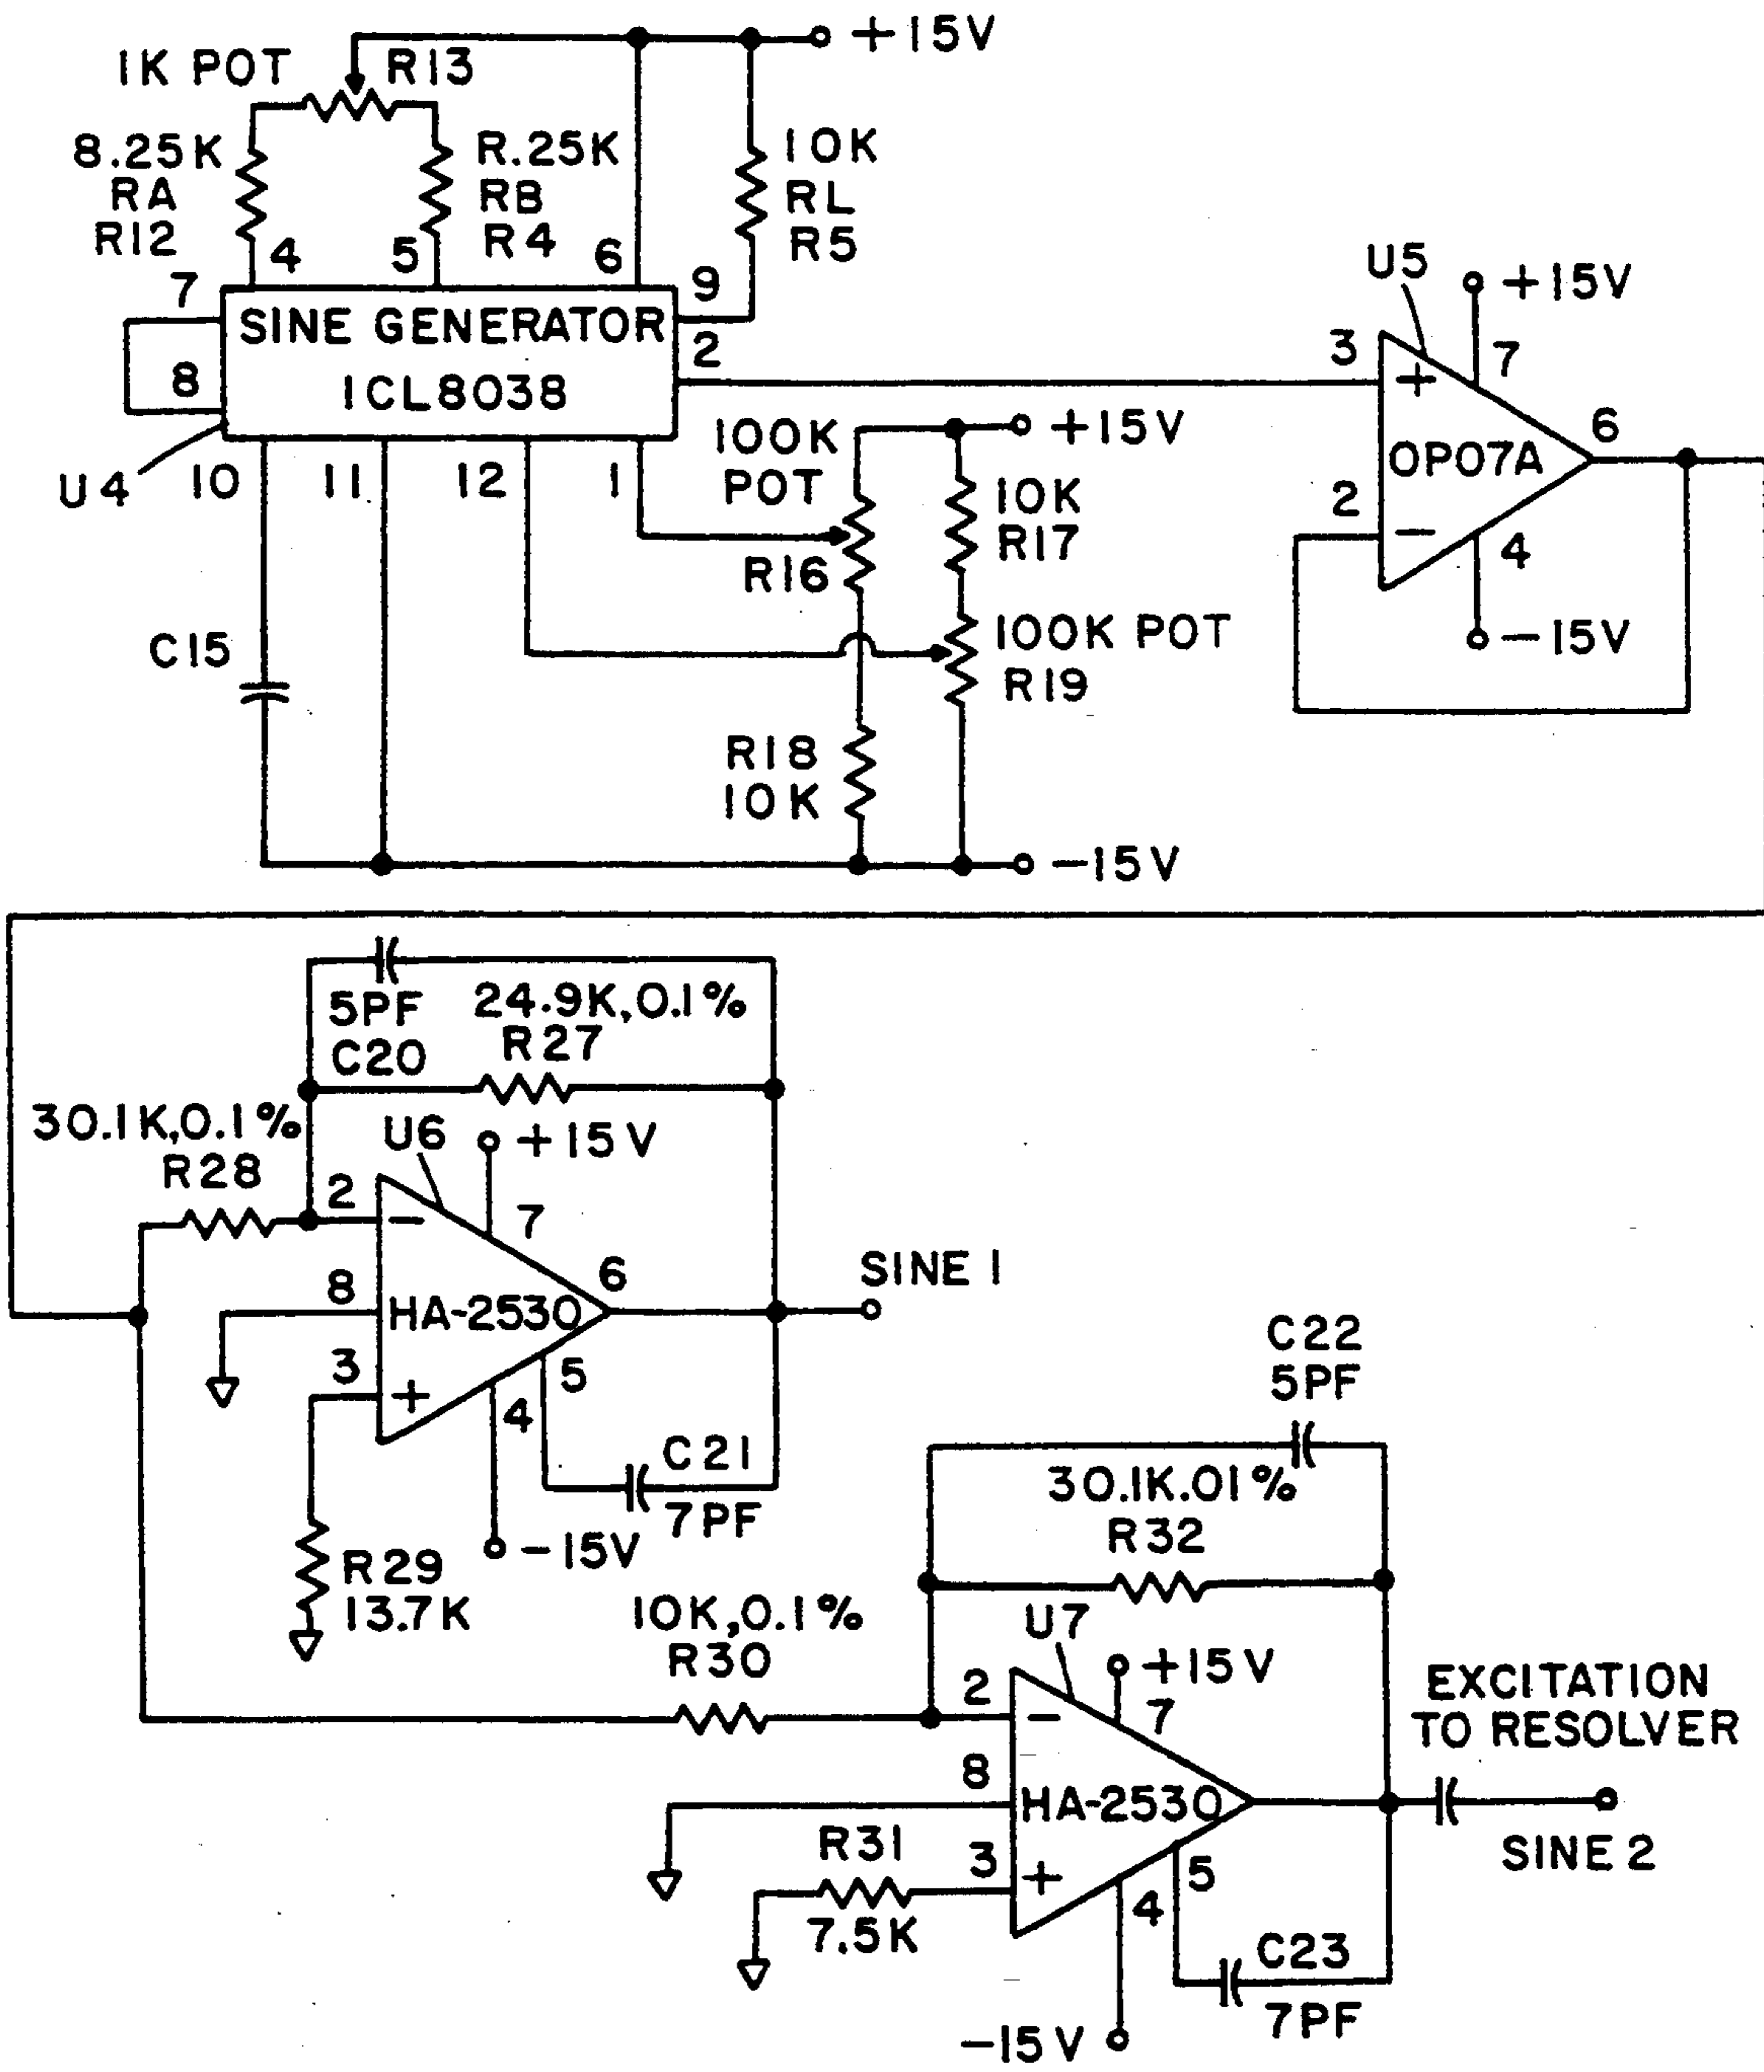 +15V
1K POT R13
8.25K
RA
R12
R.25K
RB
R4
10K
RL
R5
4 5 6
7 9
SINE GENERATOR
8 2
ICL8038
U4
10 11 12 1
100K
POT
R16
+15V
10K
R17
100K POT
R19
C15
R18
10K
-15V
U5
+15V
3 7
+
OP07A
6
2
-
4
-15V
5PF
C20
24.9K,0.1%
R27
30.1K,0.1%
R28
U6
+15V
2 7
-
8
HA-2530
6
SINE 1
3
+
5
4
C21
7PF
-15V
R29
13.7K
C22
5PF
30.1K.01%
R32
10K,0.1%
R30
U7
+15V
2 7
-
8
HA-2530
EXCITATION
TO RESOLVER
SINE 2
R31
7.5K
3
+
5
4
C23
7PF
-15V